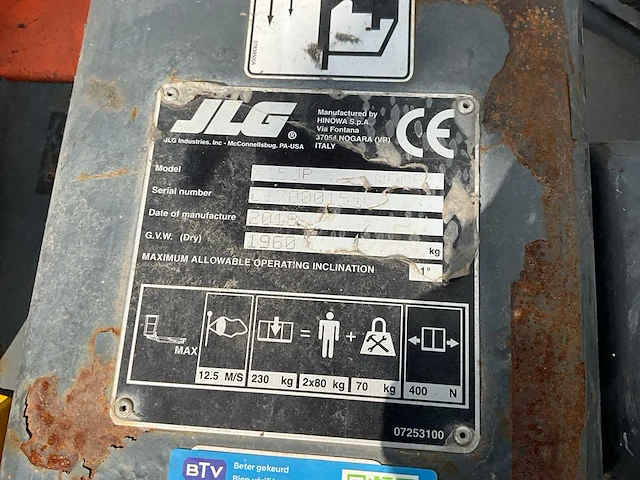 JLG ®
JLG Industries, Inc - McConnellsbug. PA-USA
Manufactured by
HINOWA S.p.A.
Via Fontana
37054 NOGARA (VR)
ITALY
CE
Model
Serial number
Date of manufacture 2018
G.V.W. (Dry) 1960 kg
MAXIMUM ALLOWABLE OPERATING INCLINATION 1°
MAX
= +
12.5 M/S 230 kg 2x80 kg 70 kg 400 N
07253100
BTV
Beter gekeurd